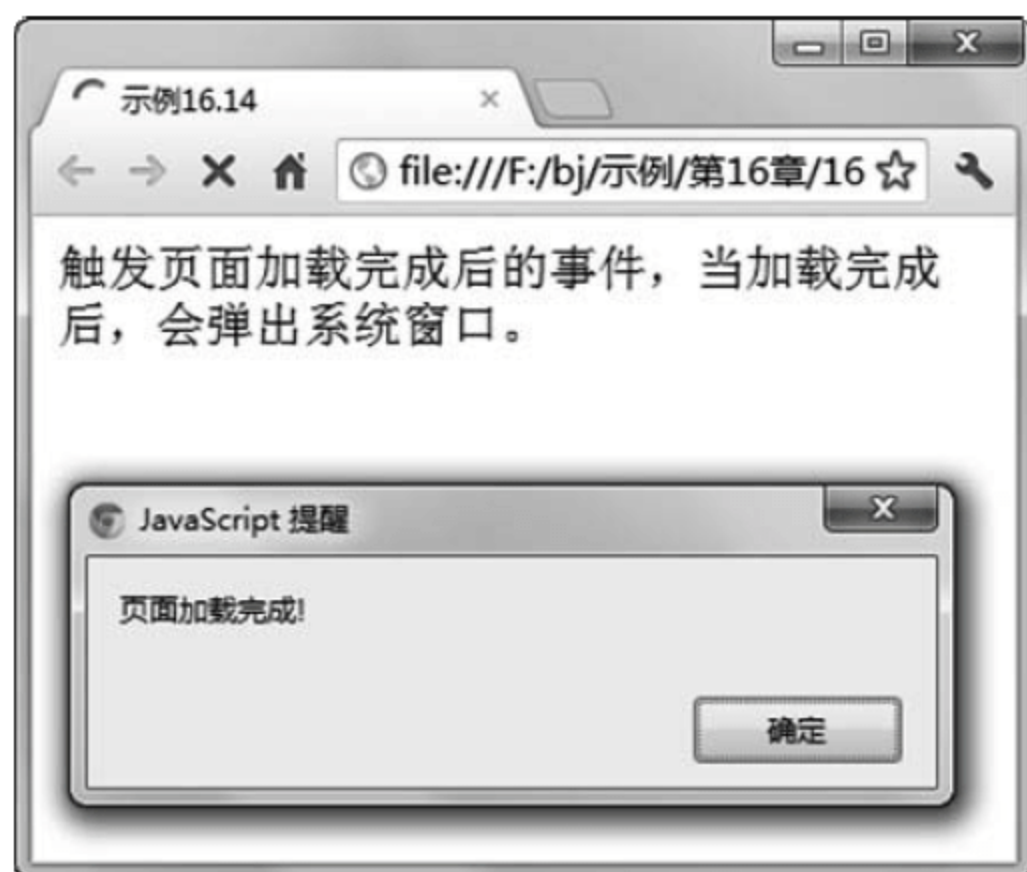 示例16.14
file:///F:/bj/示例/第16章/16
触发页面加载完成后的事件，当加载完成
后，会弹出系统窗口。
JavaScript 提醒
页面加载完成!
确定